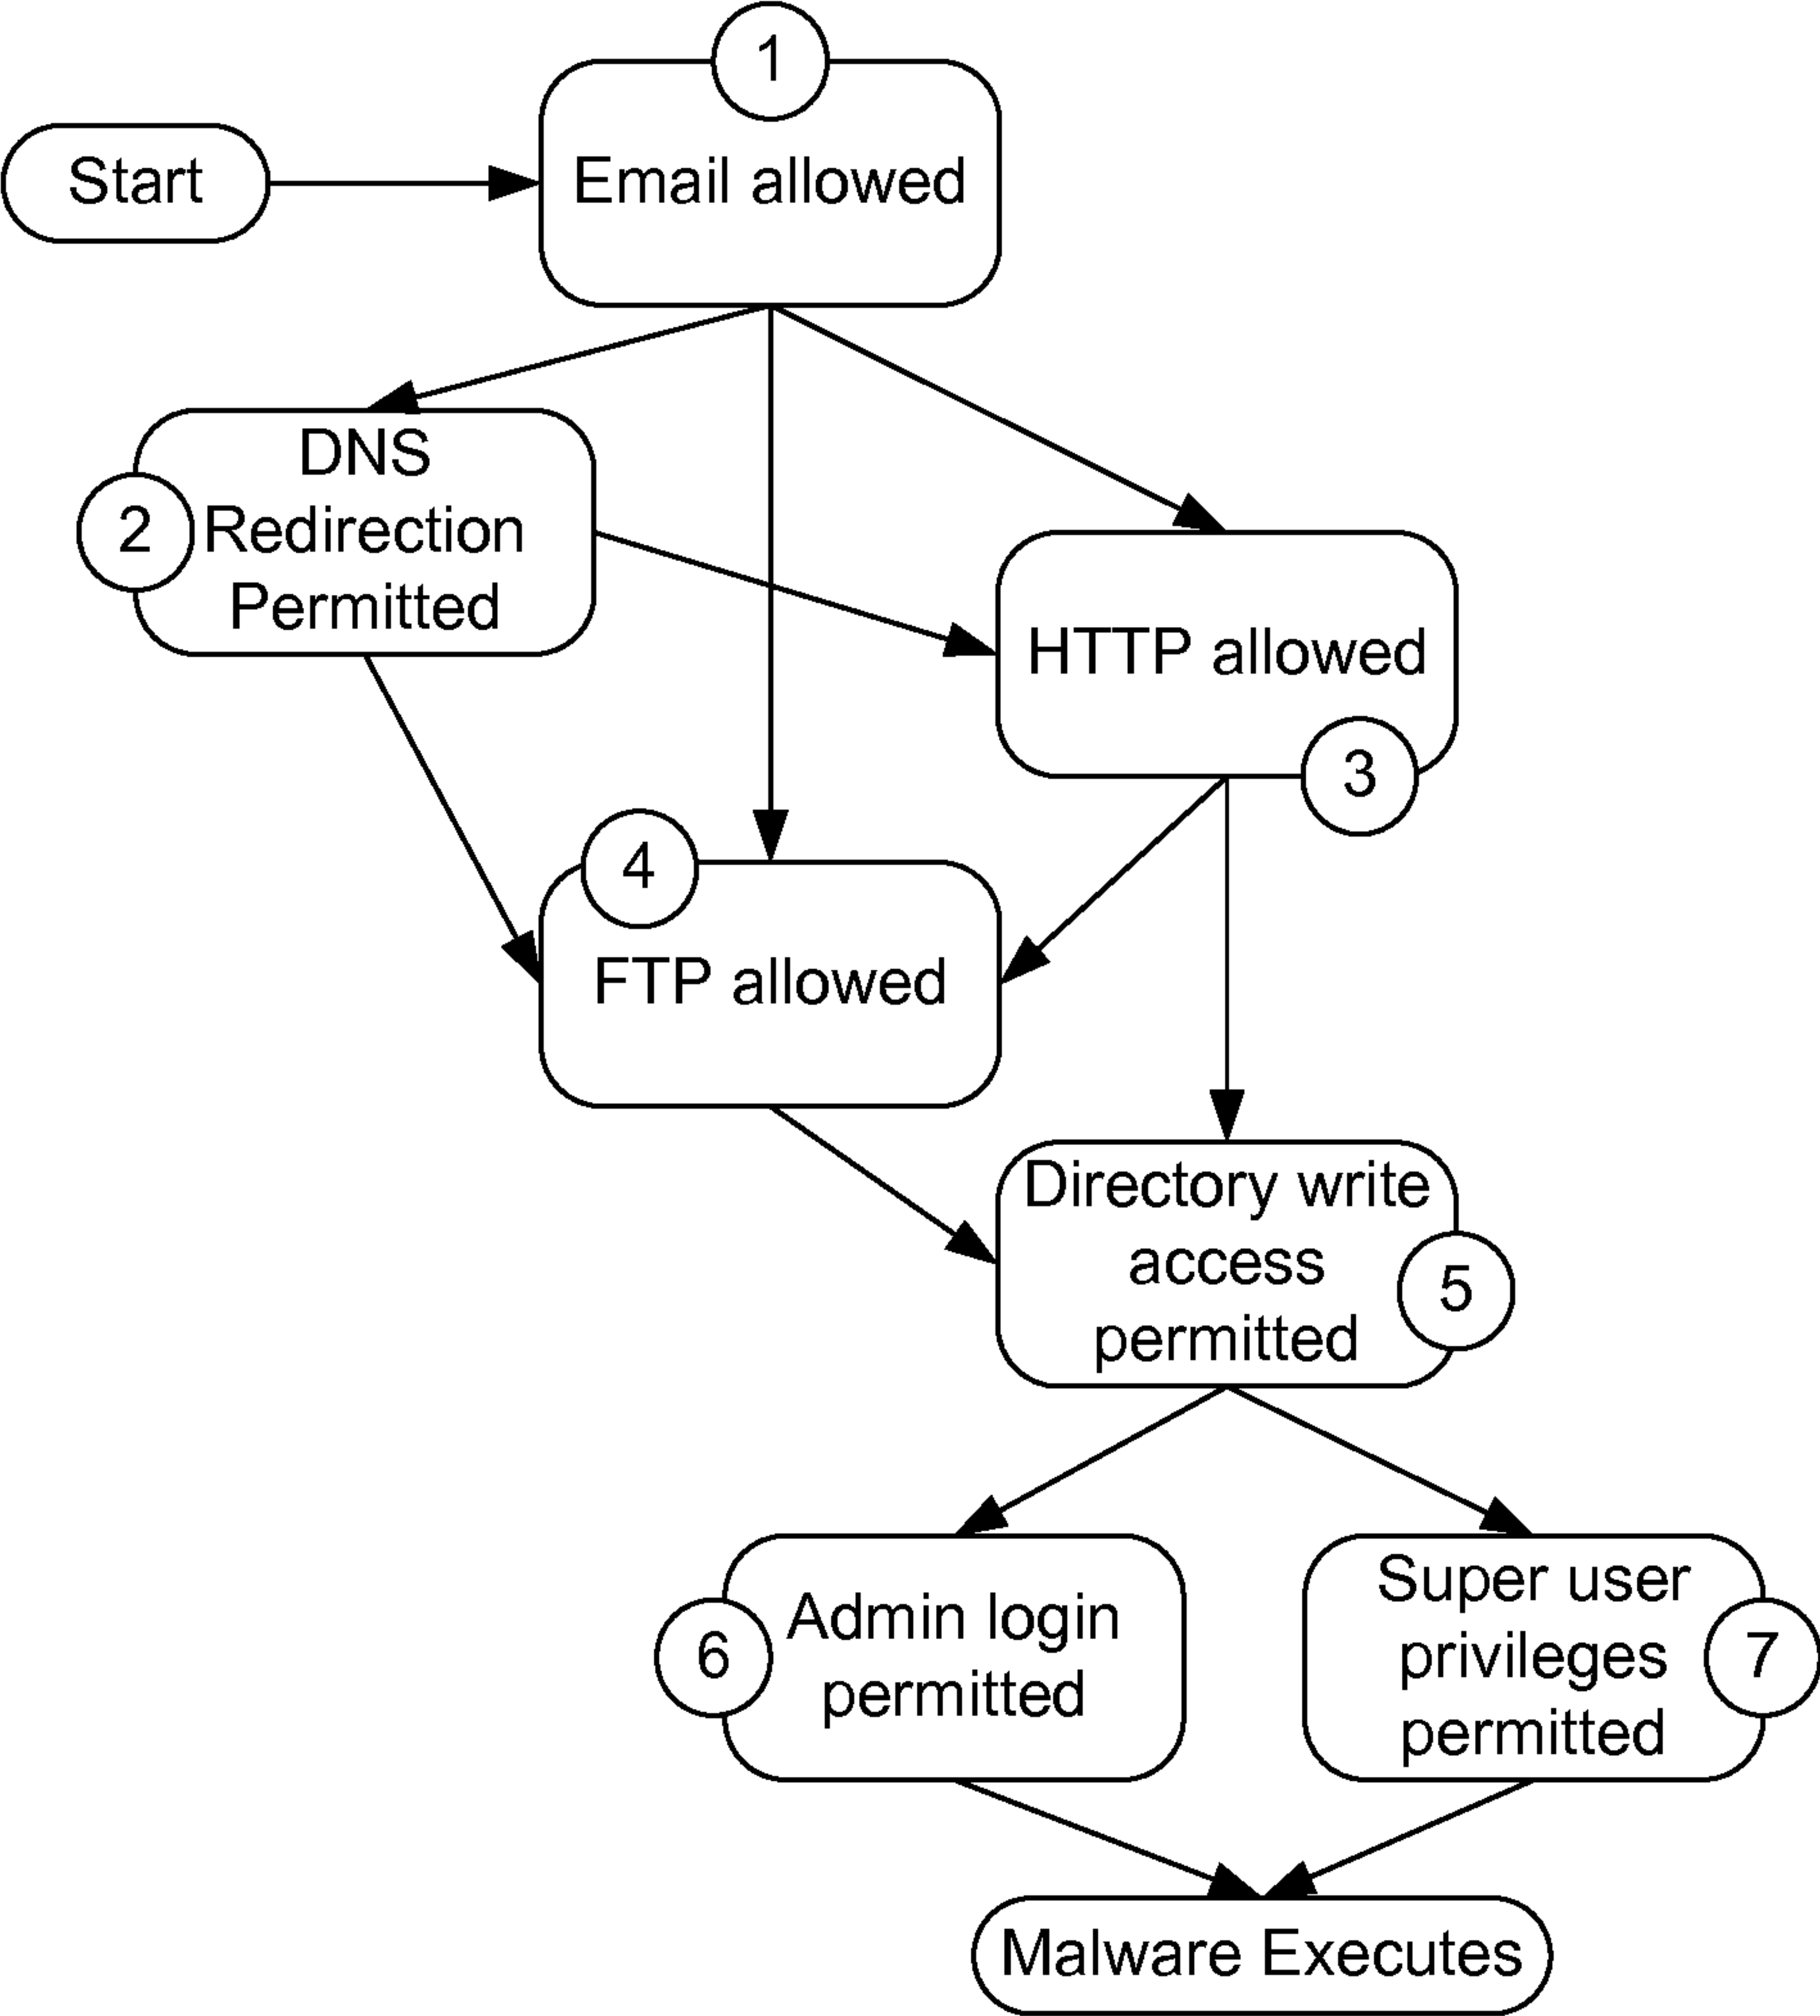 1
Start
Email allowed
DNS
2
Redirection
Permitted
HTTP allowed
3
4
FTP allowed
Directory write
access
5
permitted
Admin login
6
permitted
Super user
privileges
7
permitted
Malware Executes